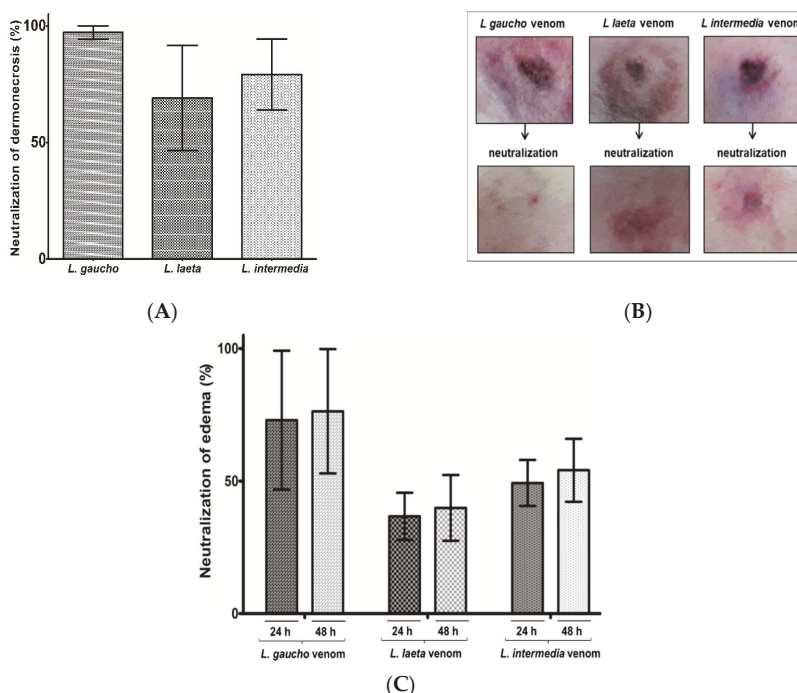 Neutralization of dermonecrosis (%)
100
50
0
L. gaucho L. laeta L. intermedia
(A)
L gaucho venom L laeta venom L intermedia venom
neutralization neutralization neutralization
(B)
Neutralization of edema (%)
100
50
0
24 h 48 h 24 h 48 h 24 h 48 h
L. gaucho venom L. laeta venom L. intermedia venom
(C)